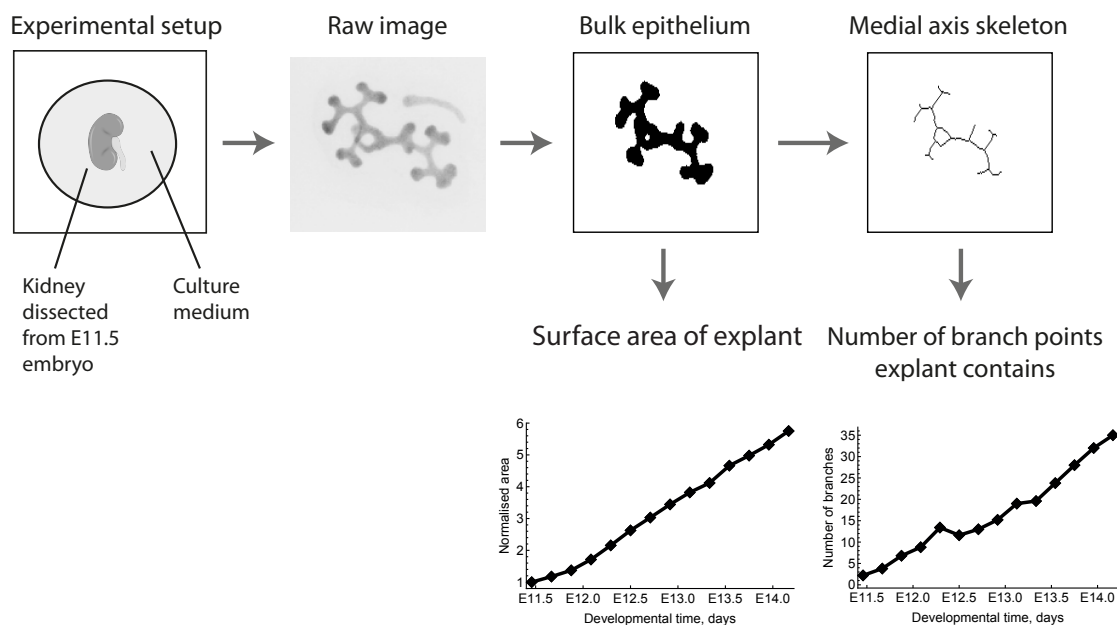 Experimental setup
Raw image
Bulk epithelium
Medial axis skeleton
Kidney
dissected
from E11.5
embryo
Culture
medium
Surface area of explant
Number of branch points
explant contains
Normalised area
6
5
4
3
2
1
E11.5 E12.0 E12.5 E13.0 E13.5 E14.0
Developmental time, days
Number of branches
35
30
25
20
15
10
5
0
E11.5 E12.0 E12.5 E13.0 E13.5 E14.0
Developmental time, days